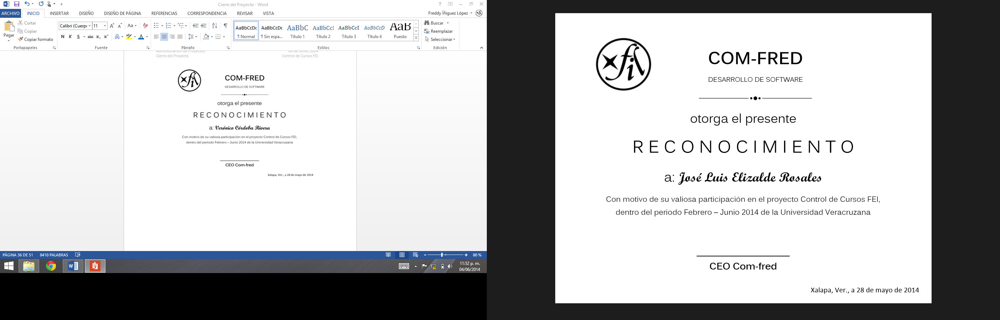 Cierre del Proyecto - Word
ARCHIVO INICIO INSERTAR DISEÑO DISEÑO DE PÁGINA REFERENCIAS CORRESPONDENCIA REVISAR VISTA
Freddy Íñiguez López
Pegar
Cortar
Copiar
Copiar formato
Portapapeles
Calibri (Cuerpo 11
N K S abc x₂ x²
Aa
Fuente
Párrafo
AaBbCcDc AaBbCcDc AaBbC AaBbCcI AaBbCcI AaBbCcD AaB
¶ Normal ¶ Sin espa... Título 1 Título 2 Título 3 Título 4 Puesto
Estilos
Buscar
Reemplazar
Seleccionar
Edición
Administración de Proyectos 06 de Junio, 2014
Cierre del Proyecto Control de Cursos FEI
COM-FRED
DESARROLLO DE SOFTWARE
otorga el presente
RECONOCIMIENTO
a: Verónico Córdoba Rivera
Con motivo de su valiosa participación en el proyecto Control de Cursos FEI,
dentro del periodo Febrero – Junio 2014 de la Universidad Veracruzana
CEO Com-fred
Xalapa, Ver., a 28 de mayo de 2014
PÁGINA 36 DE 51 8410 PALABRAS 80 %
11:52 p. m.
04/06/2014
COM-FRED
DESARROLLO DE SOFTWARE
otorga el presente
RECONOCIMIENTO
a: José Luis Elizalde Rosales
Con motivo de su valiosa participación en el proyecto Control de Cursos FEI,
dentro del periodo Febrero – Junio 2014 de la Universidad Veracruzana
CEO Com-fred
Xalapa, Ver., a 28 de mayo de 2014